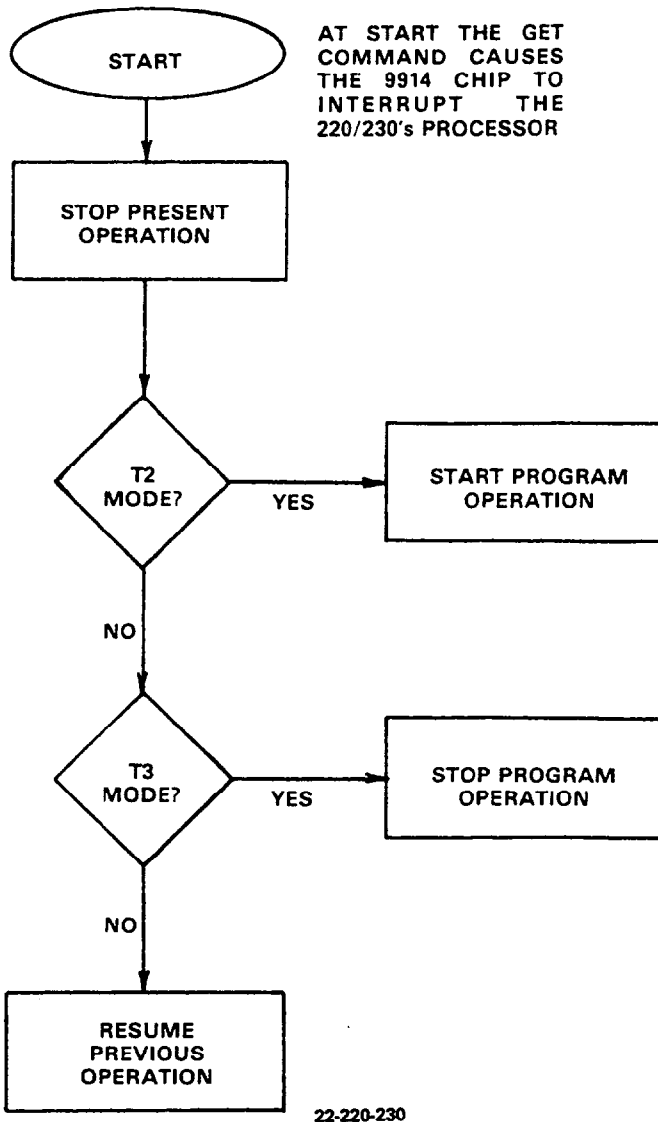 START
AT START THE GET
COMMAND CAUSES
THE 9914 CHIP TO
INTERRUPT THE
220/230's PROCESSOR
STOP PRESENT
OPERATION
T2
MODE?
YES
START PROGRAM
OPERATION
NO
T3
MODE?
YES
STOP PROGRAM
OPERATION
NO
RESUME
PREVIOUS
OPERATION
22-220-230